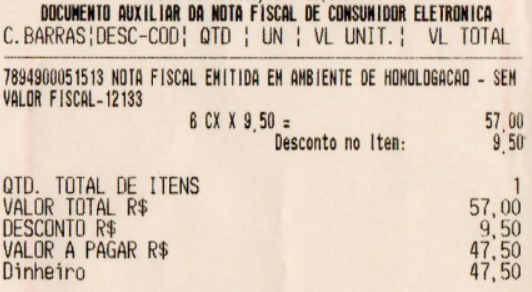 DOCUMENTO AUXILIAR DA NOTA FISCAL DE CONSUMIDOR ELETRONICA
C.BARRAS|DESC-COD| QTD | UN | VL UNIT.| VL TOTAL
7894900051513 NOTA FISCAL EMITIDA EM AMBIENTE DE HOMOLOGACAO - SEM
VALOR FISCAL-12133
6 CX X 9,50 = 57,00
Desconto no Item: 9,50
QTD. TOTAL DE ITENS 1
VALOR TOTAL R$ 57,00
DESCONTO R$ 9,50
VALOR A PAGAR R$ 47,50
Dinheiro 47,50